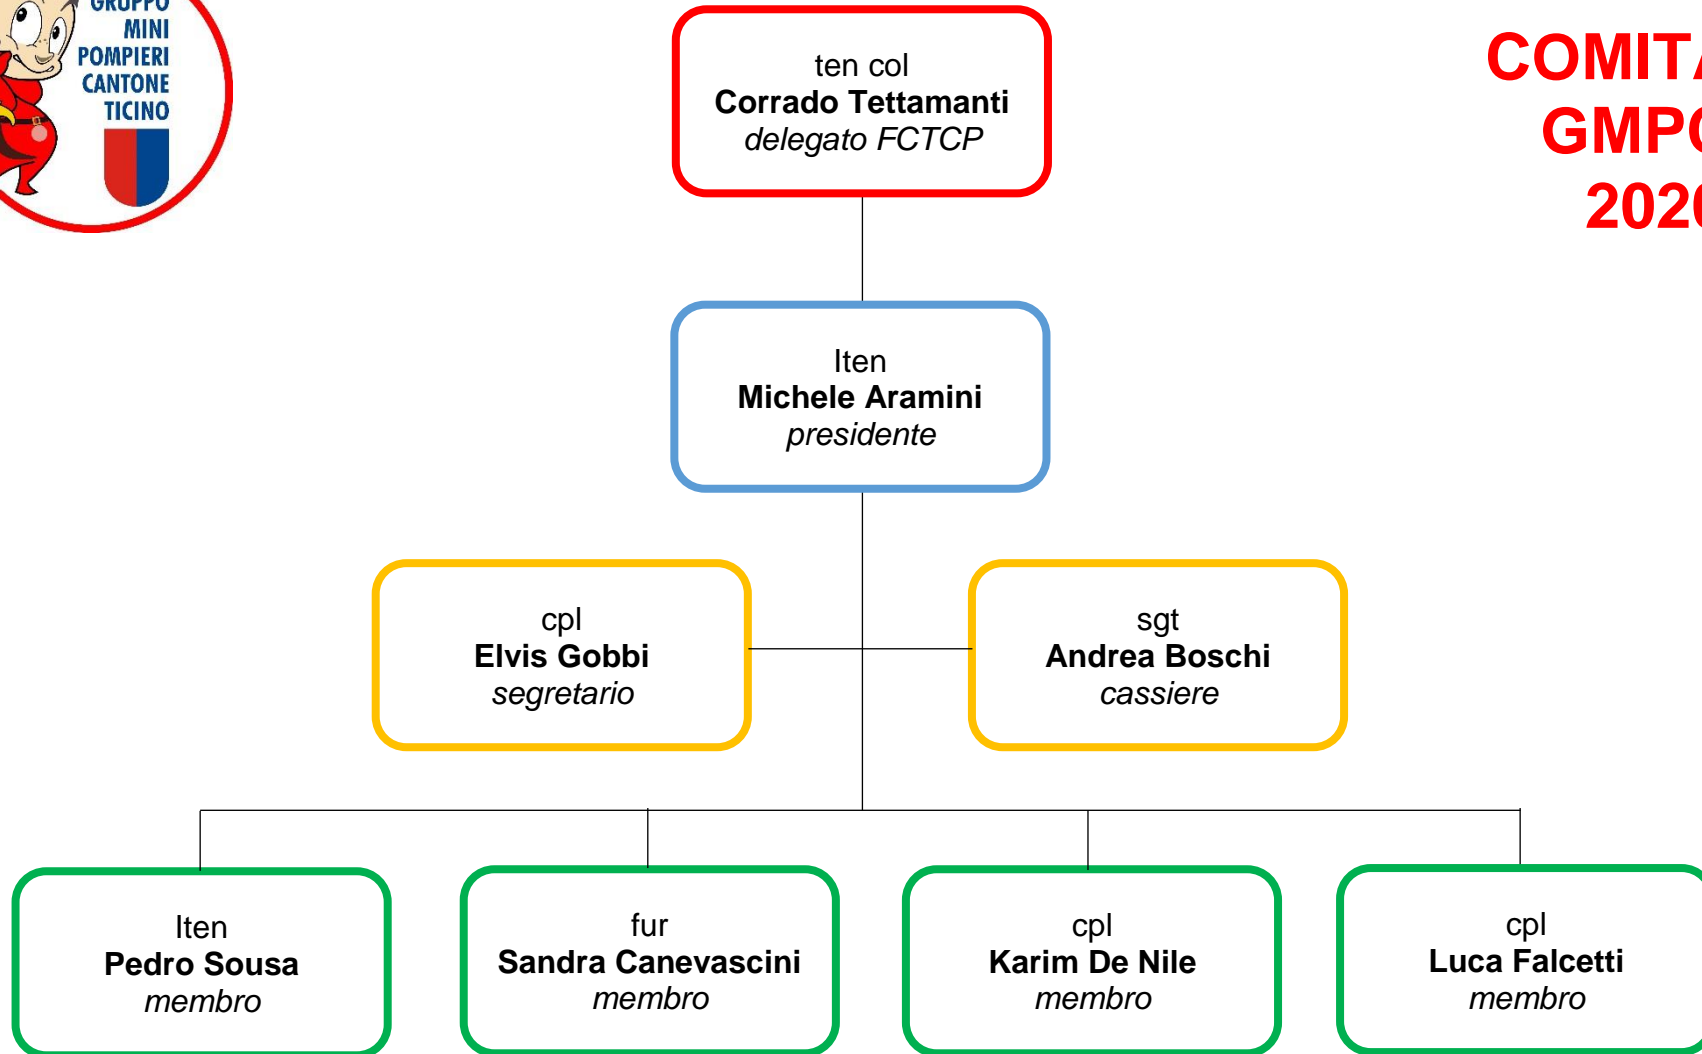 GRUPPO
MINI
POMPIERI
CANTONE
TICINO
GMP
2020
ten col
Corrado Tettamanti
delegato FCTCP
Iten
Michele Aramini
presidente
cpl
Elvis Gobbi
segretario
sgt
Andrea Boschi
cassiere
Iten
Pedro Sousa
membro
fur
Sandra Canevascini
membro
cpl
Karim De Nile
membro
cpl
Luca Falcetti
membro